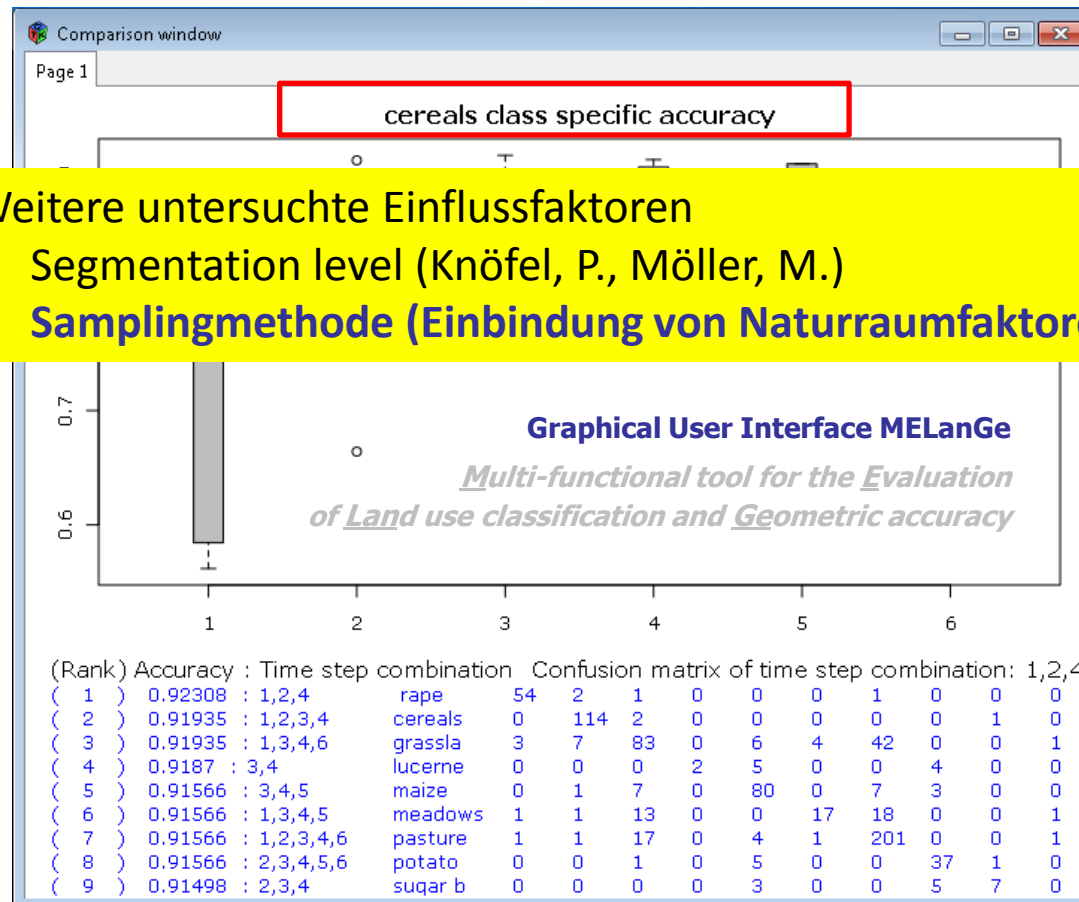 Comparison window
Page 1
cereals class specific accuracy
Weitere untersuchte Einflussfaktoren
Segmentation level (Knöfel, P., Möller, M.)
Samplingmethode (Einbindung von
0.7
0.6
Graphical User Interface MELanGe
Multi-functional tool for the Evaluation
of Land use classification and Geometric accuracy
1 2 3 4 5 6
(Rank) Accuracy : Time step combination Confusion matrix of time step combination: 1,2,4
( 1 ) 0.92308 : 1,2,4 rape 54 2 1 0 0 0 1 0 0 0
( 2 ) 0.91935 : 1,2,3,4 cereals 0 114 2 0 0 0 0 0 1 0
( 3 ) 0.91935 : 1,3,4,6 grassla 3 7 83 0 6 4 42 0 0 1
( 4 ) 0.9187 : 3,4 lucerne 0 0 0 2 5 0 0 4 0 0
( 5 ) 0.91566 : 3,4,5 maize 0 1 7 0 80 0 7 3 0 0
( 6 ) 0.91566 : 1,3,4,5 meadows 1 1 13 0 0 17 18 0 0 1
( 7 ) 0.91566 : 1,2,3,4,6 pasture 1 1 17 0 4 1 201 0 0 1
( 8 ) 0.91566 : 2,3,4,5,6 potato 0 0 1 0 5 0 0 37 1 0
( 9 ) 0.91498 : 2,3,4 sugar b 0 0 0 0 3 0 0 5 7 0